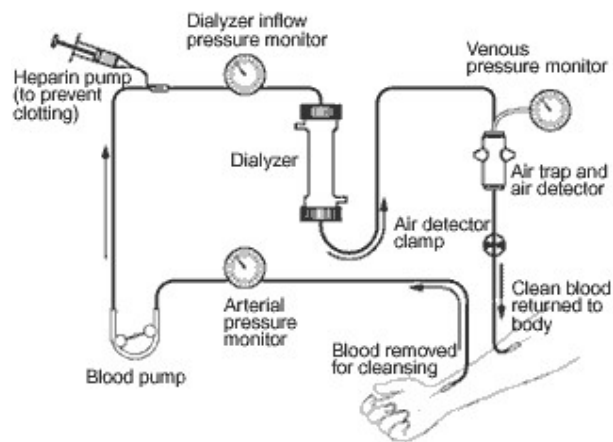 Dialyzer inflow
pressure monitor
Venous
pressure monitor
Heparin pump
(to prevent
clotting)
Dialyzer
Air trap and
air detector
Air detector
clamp
Clean blood
returned to
body
Arterial
pressure
monitor
Blood pump
Blood removed
for cleansing